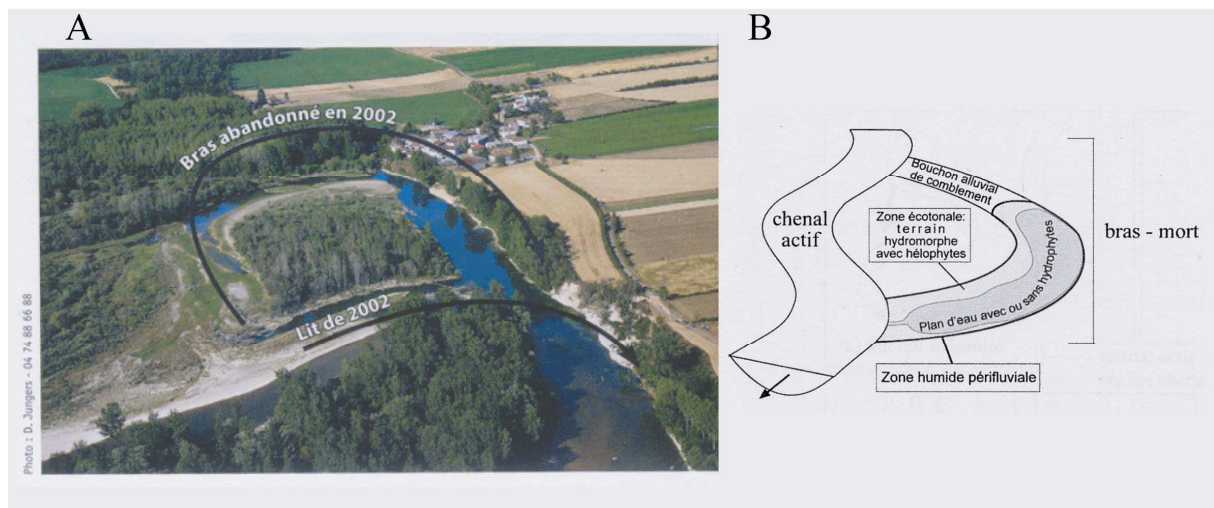 A
B
Bras abandonné en 2002
Lit de 2002
Photo : D. Jungers - 04 74 88 66 88
Bouchon alluvial
de comblement
chenal
actif
Zone écotonale:
terrain
hydromorphe
avec hélophytes
Plan d'eau avec ou sans hydrophytes
bras - mort
Zone humide périfluviale